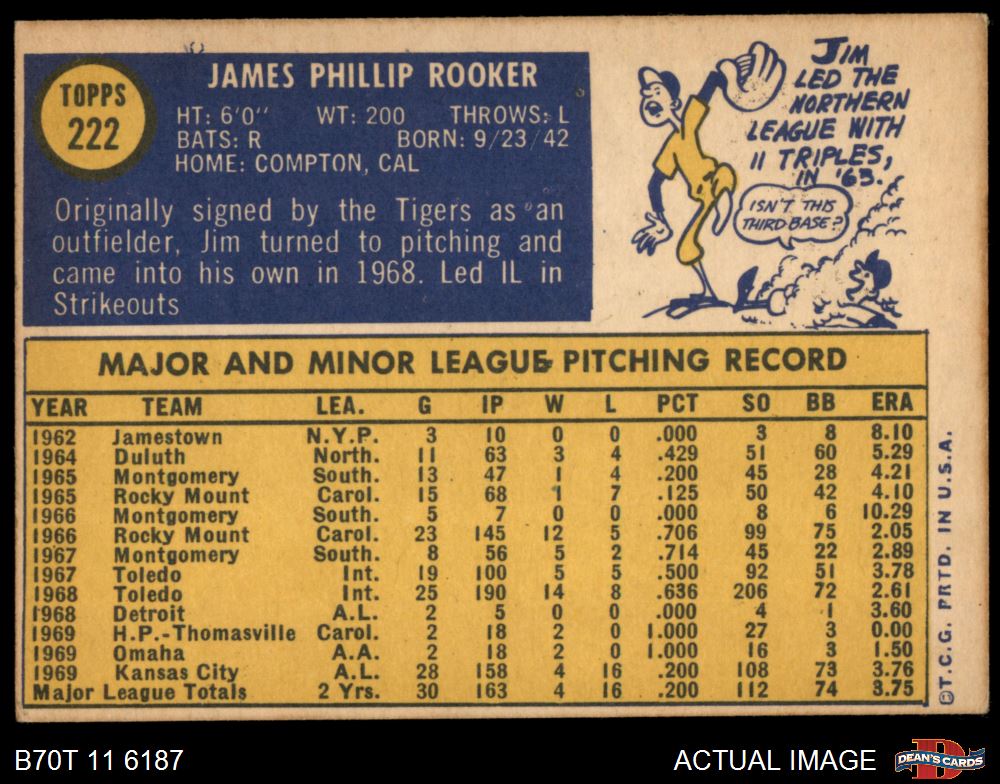 TOPPS
222
JAMES PHILLIP ROOKER
HT: 6'0" WT: 200 THROWS: L
BATS: R BORN: 9/23/42
HOME: COMPTON, CAL
Originally signed by the Tigers as an
outfielder, Jim turned to pitching and
came into his own in 1968. Led IL in
Strikeouts
JIM
LED THE
NORTHERN
LEAGUE WITH
11 TRIPLES,
IN '63.
ISN'T THIS
THIRD BASE?
MAJOR AND MINOR LEAGUE PITCHING RECORD
YEAR TEAM LEA. G IP W L PCT SO BB ERA
1962 Jamestown N.Y.P. 3 10 0 0 .000 3 8 8.10
1964 Duluth North. 11 63 3 4 .429 51 60 5.29
1965 Montgomery South. 13 47 1 4 .200 45 28 4.21
1965 Rocky Mount Carol. 15 68 1 7 .125 50 42 4.10
1966 Montgomery South. 5 7 0 0 .000 8 6 10.29
1966 Rocky Mount Carol. 23 145 12 5 .706 99 75 2.05
1967 Montgomery South. 8 56 5 2 .714 45 22 2.89
1967 Toledo Int. 19 100 5 5 .500 92 51 3.78
1968 Toledo Int. 25 190 14 8 .636 206 72 2.61
1968 Detroit A.L. 2 5 0 0 .000 4 1 3.60
1969 H.P.-Thomasville Carol. 2 18 2 0 1.000 27 3 0.00
1969 Omaha A.A. 2 18 2 0 1.000 16 3 1.50
1969 Kansas City A.L. 28 158 4 16 .200 108 73 3.76
Major League Totals 2 Yrs. 30 163 4 16 .200 112 74 3.75
©T.C.G. PRTD. IN U.S.A.
B70T 11 6187
ACTUAL IMAGE
D
DEAN'S CARDS